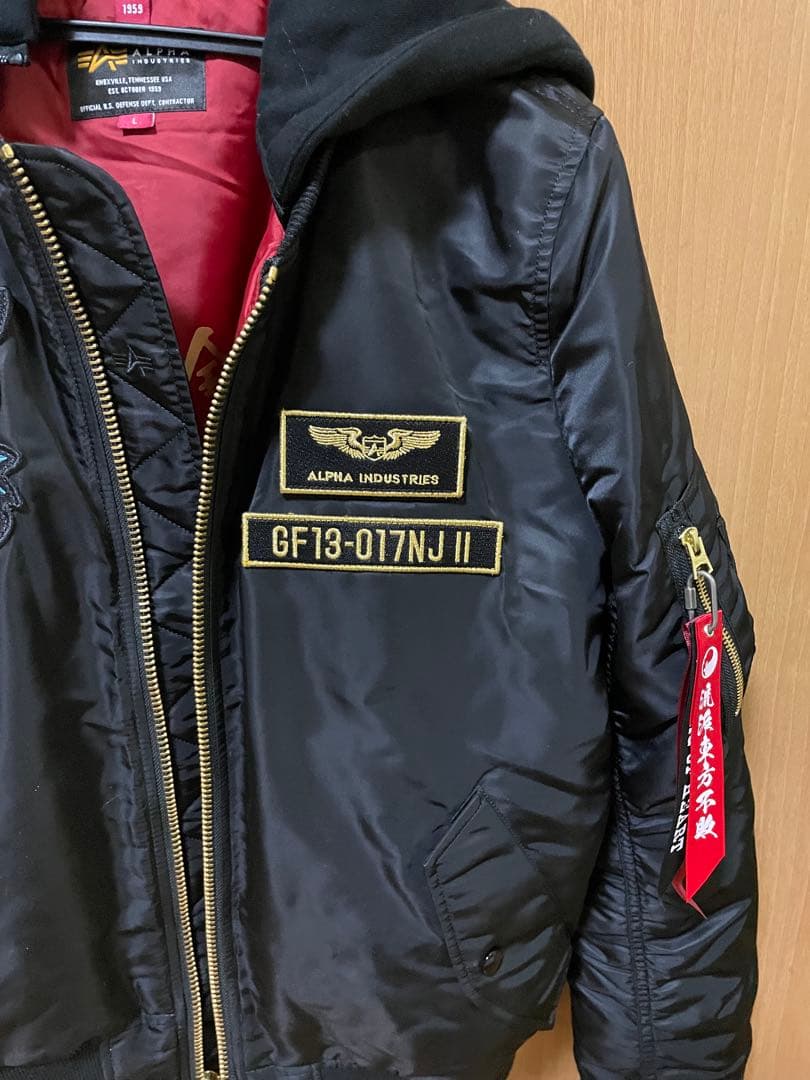 1959
ALPHA
INDUSTRIES
KNOXVILLE, TENNESSEE USA
EST. OCTOBER 1959
OFFICIAL U.S. DEFENSE DEPT. CONTRACTOR
L
ALPHA INDUSTRIES
GF13-017NJ II
流派東方不敗
HEART